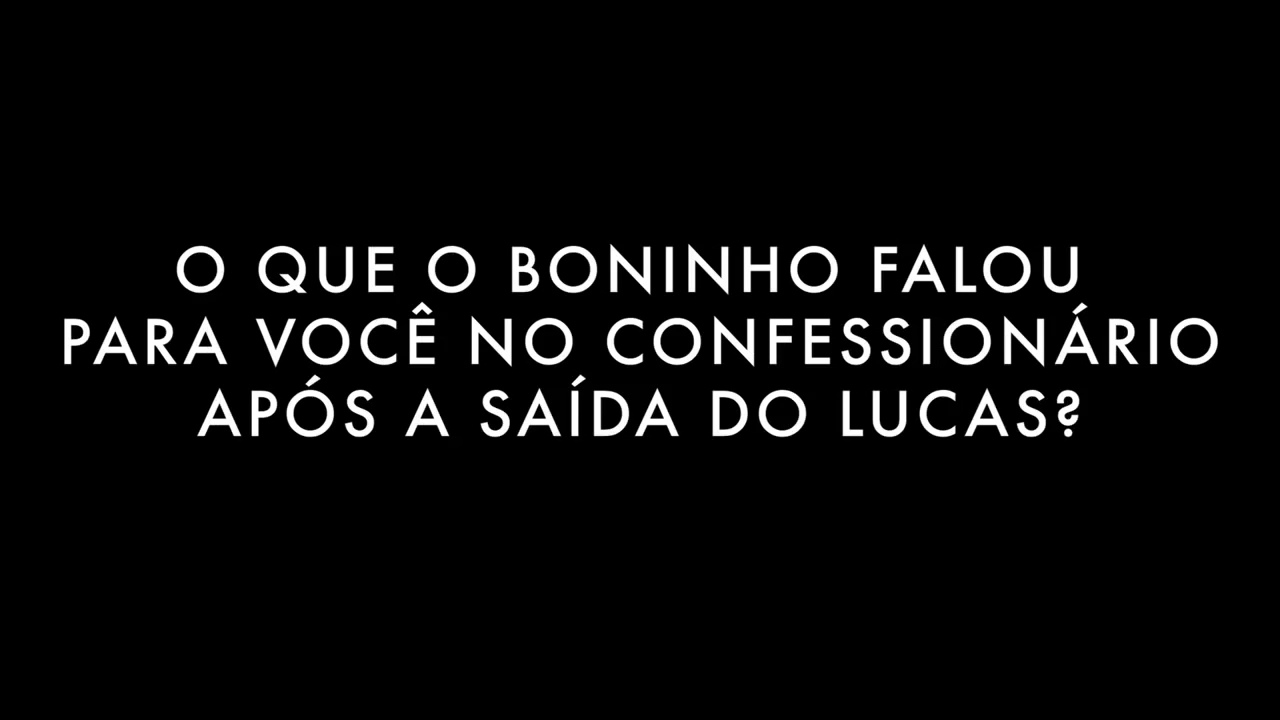 O QUE O BONINHO FALOU
PARA VOCÊ NO CONFESSIONÁRIO
APÓS A SAÍDA DO LUCAS?